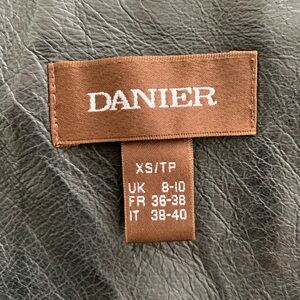 DANIER
XS/TP
UK 8-10
FR 36-38
IT 38-40